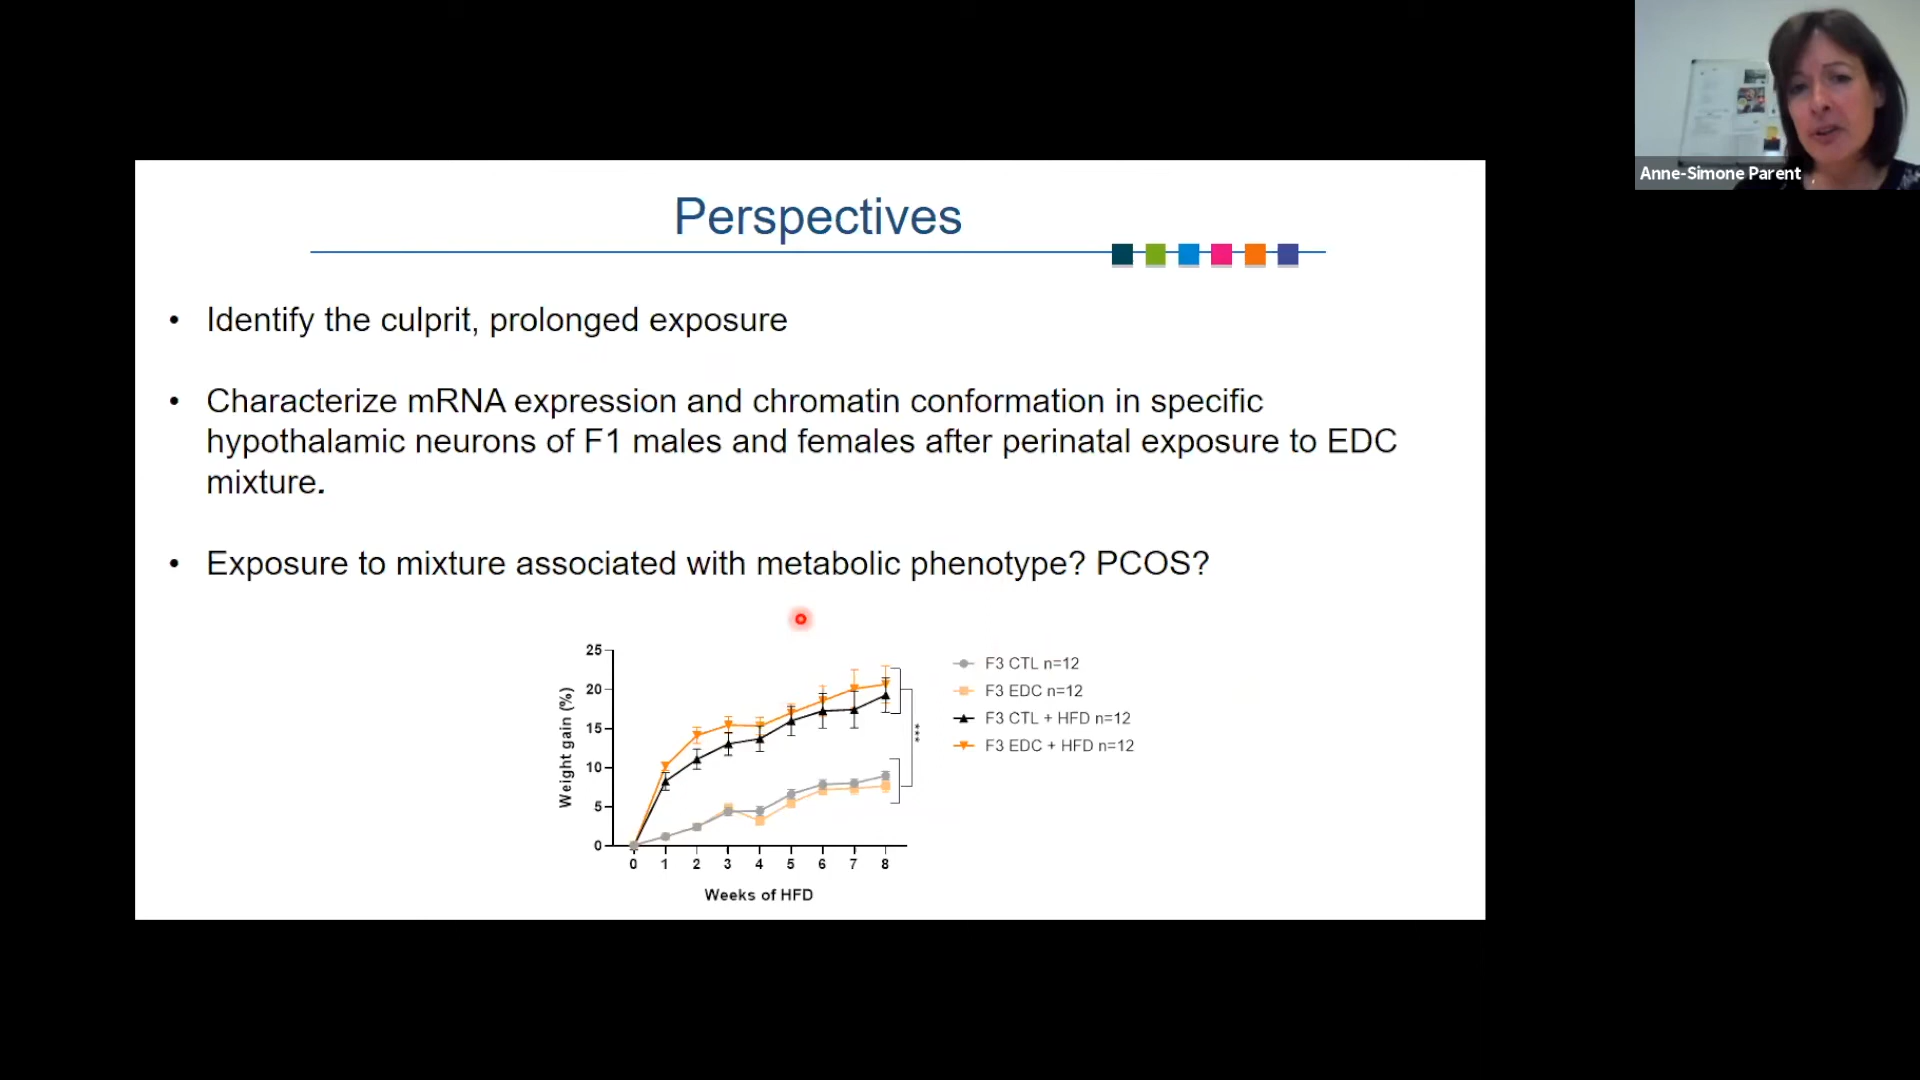 Anne-Simone Parent
Perspectives
• Identify the culprit, prolonged exposure
• Characterize mRNA expression and chromatin conformation in specific
hypothalamic neurons of F1 males and females after perinatal exposure to EDC
mixture.
• Exposure to mixture associated with metabolic phenotype? PCOS?
25
20
15
10
5
0
Weight gain (%)
0 1 2 3 4 5 6 7 8
Weeks of HFD
***
F3 CTL n=12
F3 EDC n=12
F3 CTL + HFD n=12
F3 EDC + HFD n=12